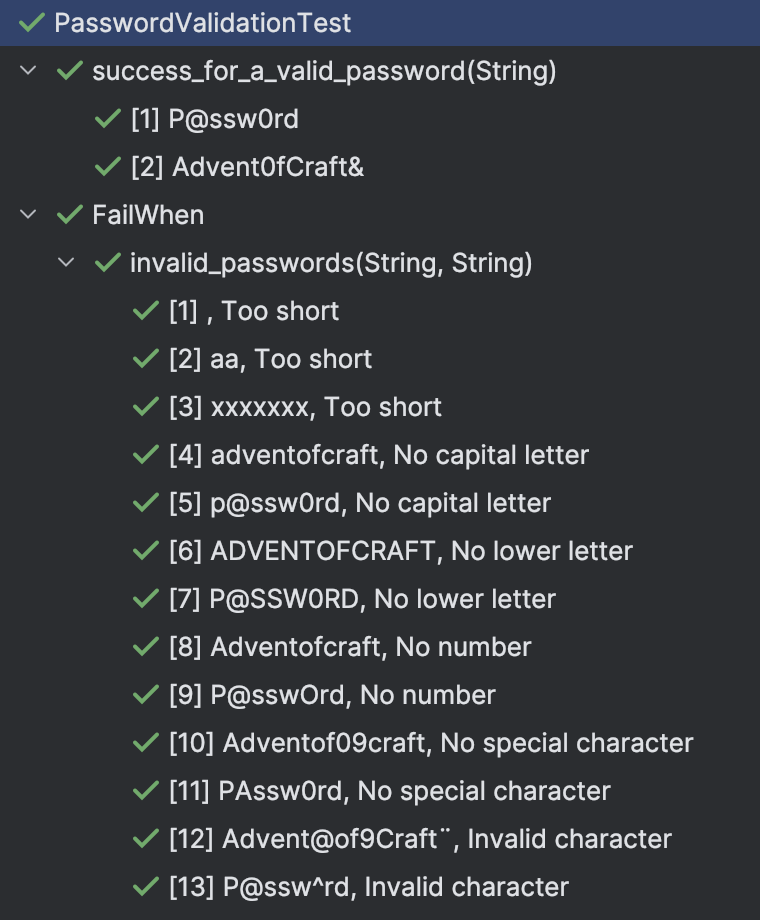 PasswordValidationTest
success_for_a_valid_password(String)
[1] P@ssw0rd
[2] Advent0fCraft&
FailWhen
invalid_passwords(String, String)
[1] , Too short
[2] aa, Too short
[3] xxxxxxx, Too short
[4] adventofcraft, No capital letter
[5] p@ssw0rd, No capital letter
[6] ADVENTOFCRAFT, No lower letter
[7] P@SSW0RD, No lower letter
[8] Adventofcraft, No number
[9] P@sswOrd, No number
[10] Adventof09craft, No special character
[11] PAssw0rd, No special character
[12] Advent@of9Craft¨, Invalid character
[13] P@ssw^rd, Invalid character